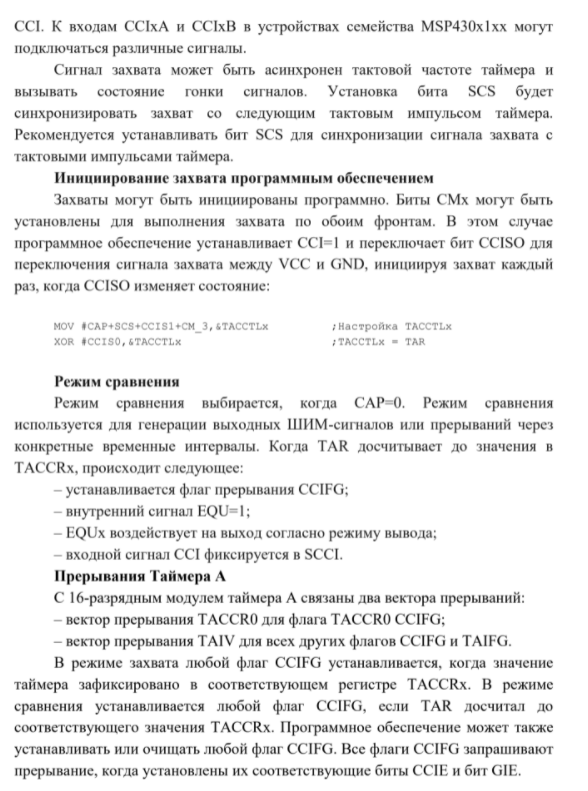 CCI. К входам CCIxA и CCIxB в устройствах семейства MSP430x1xx могут
подключаться различные сигналы.
Сигнал захвата может быть асинхронен тактовой частоте таймера и
вызывать состояние гонки сигналов. Установка бита SCS будет
синхронизировать захват со следующим тактовым импульсом таймера.
Рекомендуется устанавливать бит SCS для синхронизации сигнала захвата с
тактовыми импульсами таймера.
Инициирование захвата программным обеспечением
Захваты могут быть инициированы программно. Биты CMx могут быть
установлены для выполнения захвата по обоим фронтам. В этом случае
программное обеспечение устанавливает CCI=1 и переключает бит CCISO для
переключения сигнала захвата между VCC и GND, инициируя захват каждый
раз, когда CCISO изменяет состояние:
MOV #CAP+SCS+CCIS1+CM_3,&TACCTLx ;Настройка TACCTLx
XOR #CCIS0,&TACCTLx ;TACCTLx = TAR
Режим сравнения
Режим сравнения выбирается, когда CAP=0. Режим сравнения
используется для генерации выходных ШИМ-сигналов или прерываний через
конкретные временные интервалы. Когда TAR досчитывает до значения в
TACCRx, происходит следующее:
– устанавливается флаг прерывания CCIFG;
– внутренний сигнал EQU=1;
– EQUx воздействует на выход согласно режиму вывода;
– входной сигнал CCI фиксируется в SCCI.
Прерывания Таймера А
С 16-разрядным модулем таймера А связаны два вектора прерываний:
– вектор прерывания TACCR0 для флага TACCR0 CCIFG;
– вектор прерывания TAIV для всех других флагов CCIFG и TAIFG.
В режиме захвата любой флаг CCIFG устанавливается, когда значение
таймера зафиксировано в соответствующем регистре TACCRx. В режиме
сравнения устанавливается любой флаг CCIFG, если TAR досчитал до
соответствующего значения TACCRx. Программное обеспечение может также
устанавливать или очищать любой флаг CCIFG. Все флаги CCIFG запрашивают
прерывание, когда установлены их соответствующие биты CCIE и бит GIE.